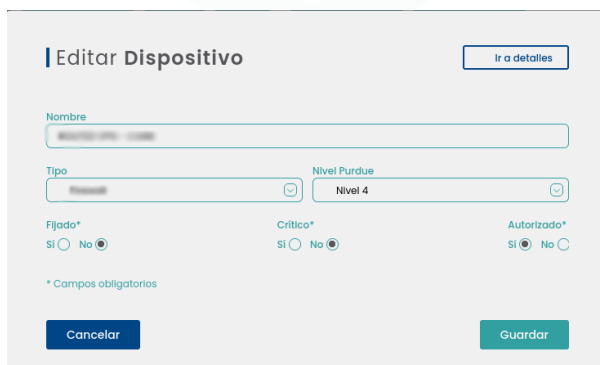 Editar Dispositivo
Ir a detalles
Nombre
Tipo
Nivel Purdue
Nivel 4
Fijado*
Crítico*
Autorizado*
Sí No
Sí No
Sí No
* Campos obligatorios
Cancelar
Guardar